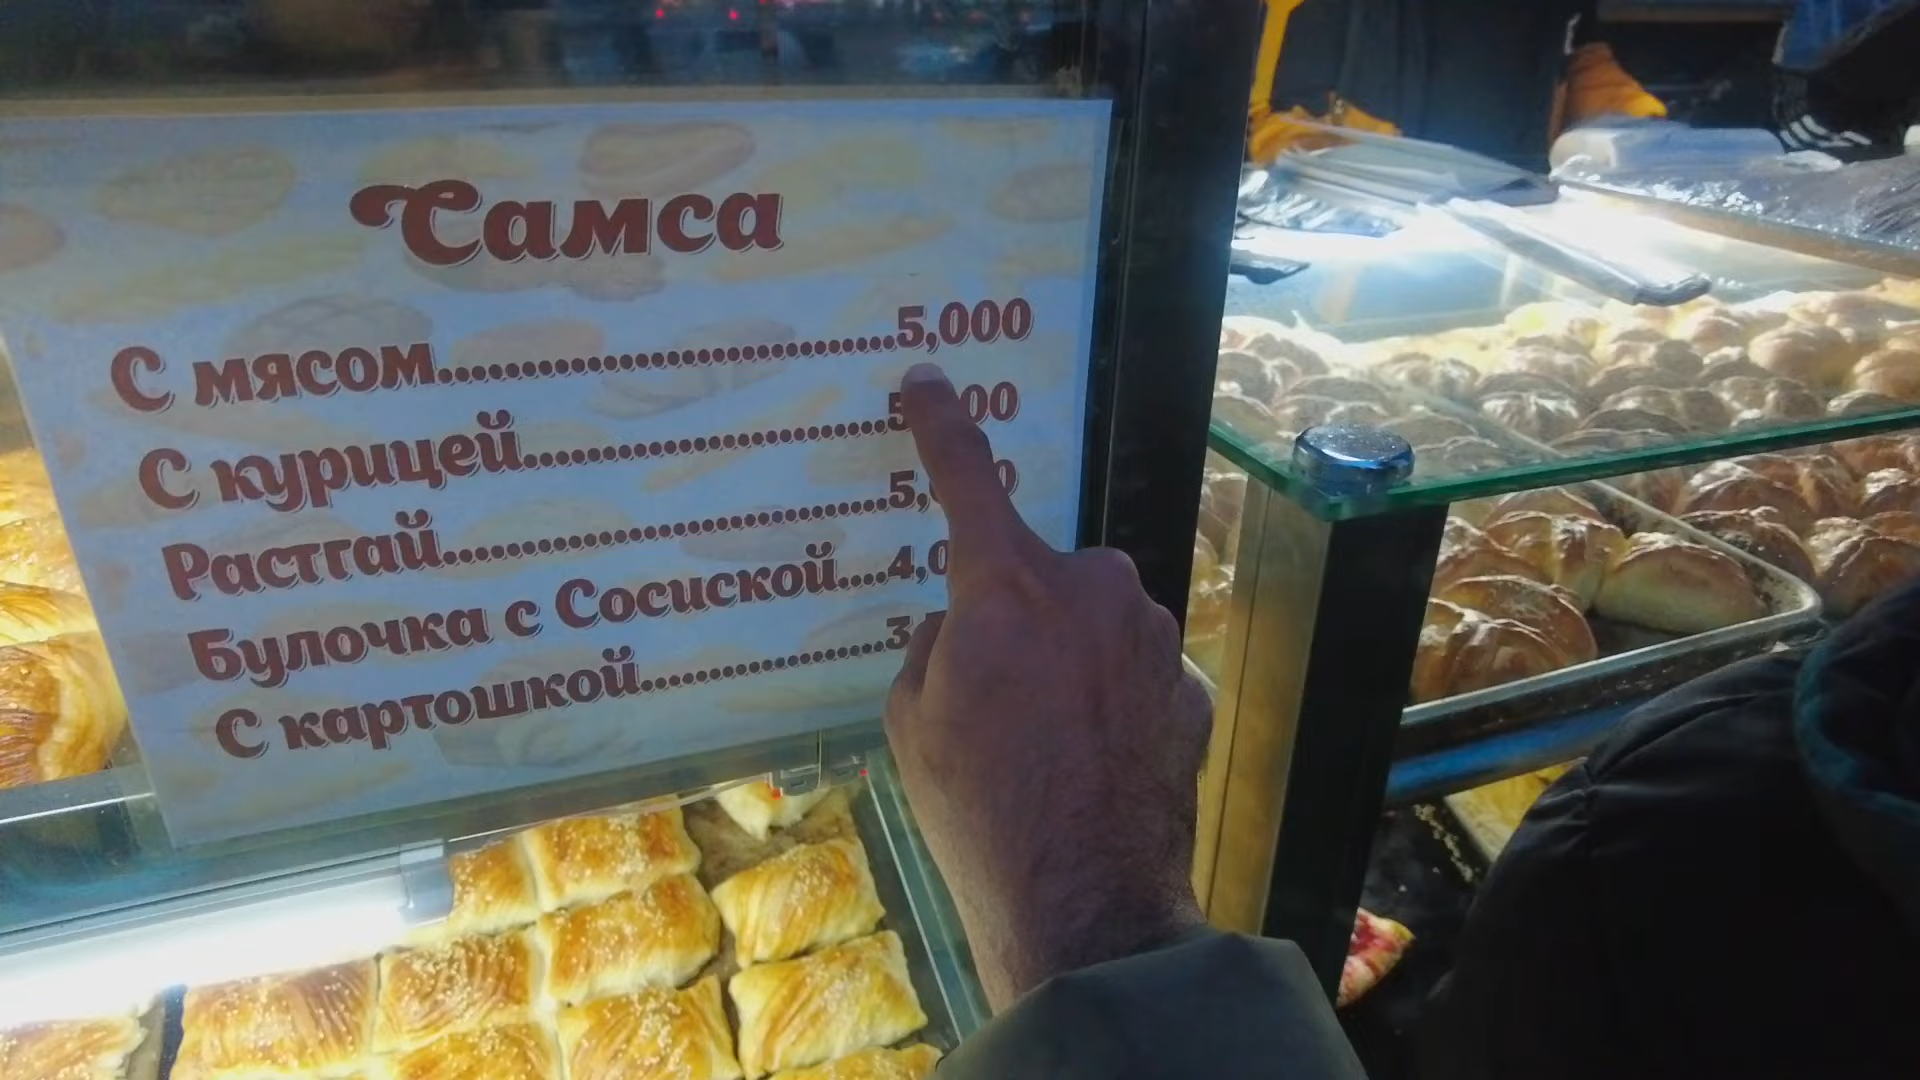 Самса
С мясом..............................5,000
С курицей..............................
Растгай....................................
Булочка с Сосиской....
С картошкой....................